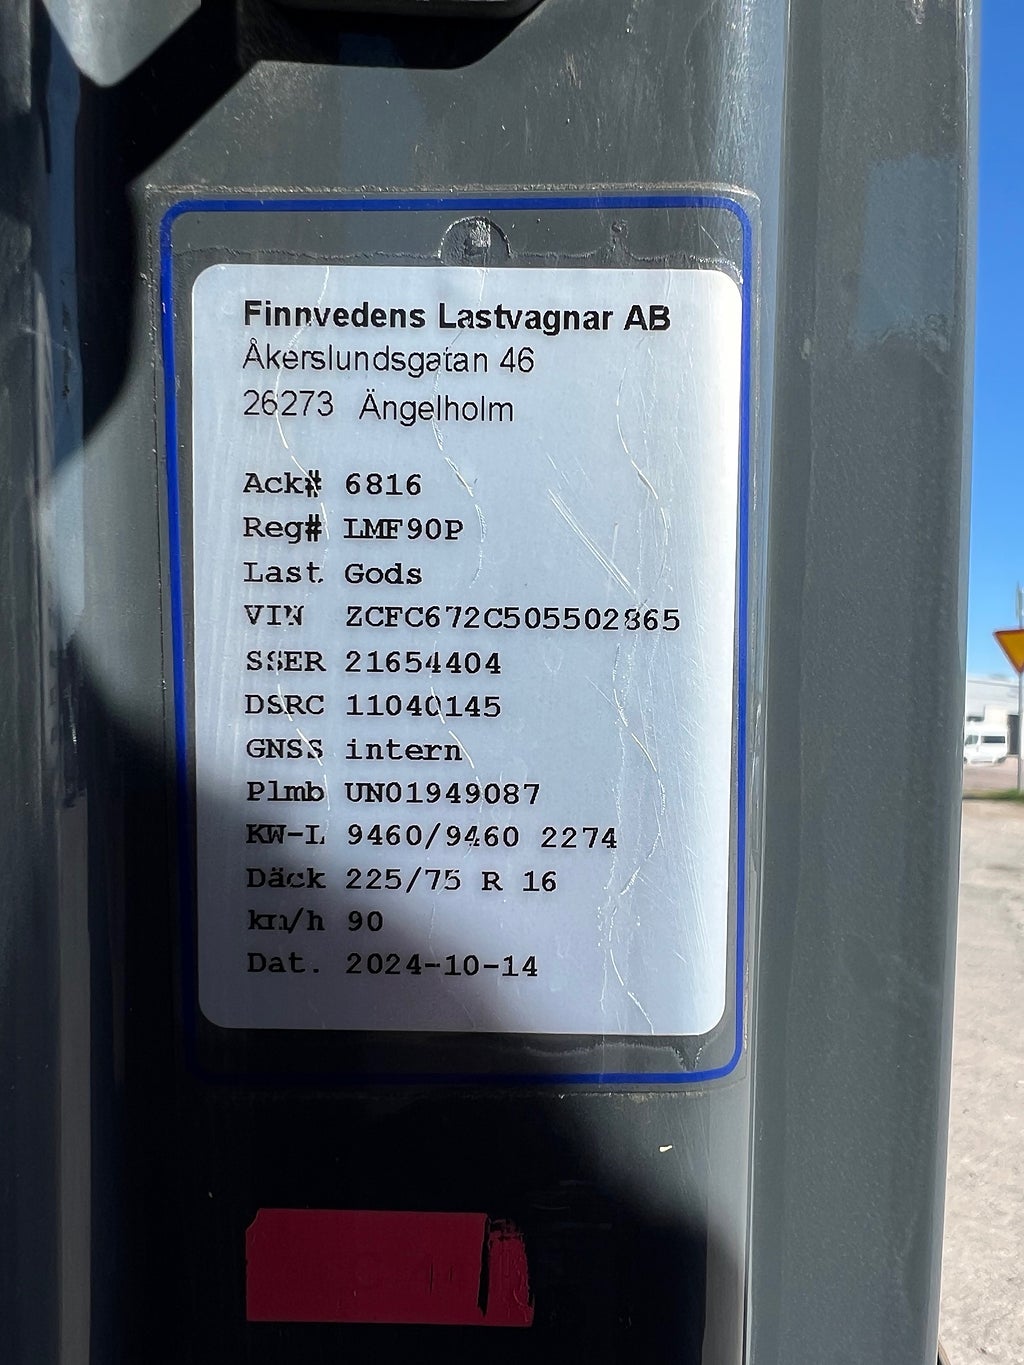 Finnvedens Lastvagnar AB
Åkerslundsgatan 46
26273 Ängelholm
Ack# 6816
Reg# LMF90P
Last. Gods
VIN ZCFC672C505502865
SSER 21654404
DSRC 11040145
GNSS intern
Plmb UN01949087
KW-L 9460/9460 2274
Däck 225/75 R 16
km/h 90
Dat. 2024-10-14